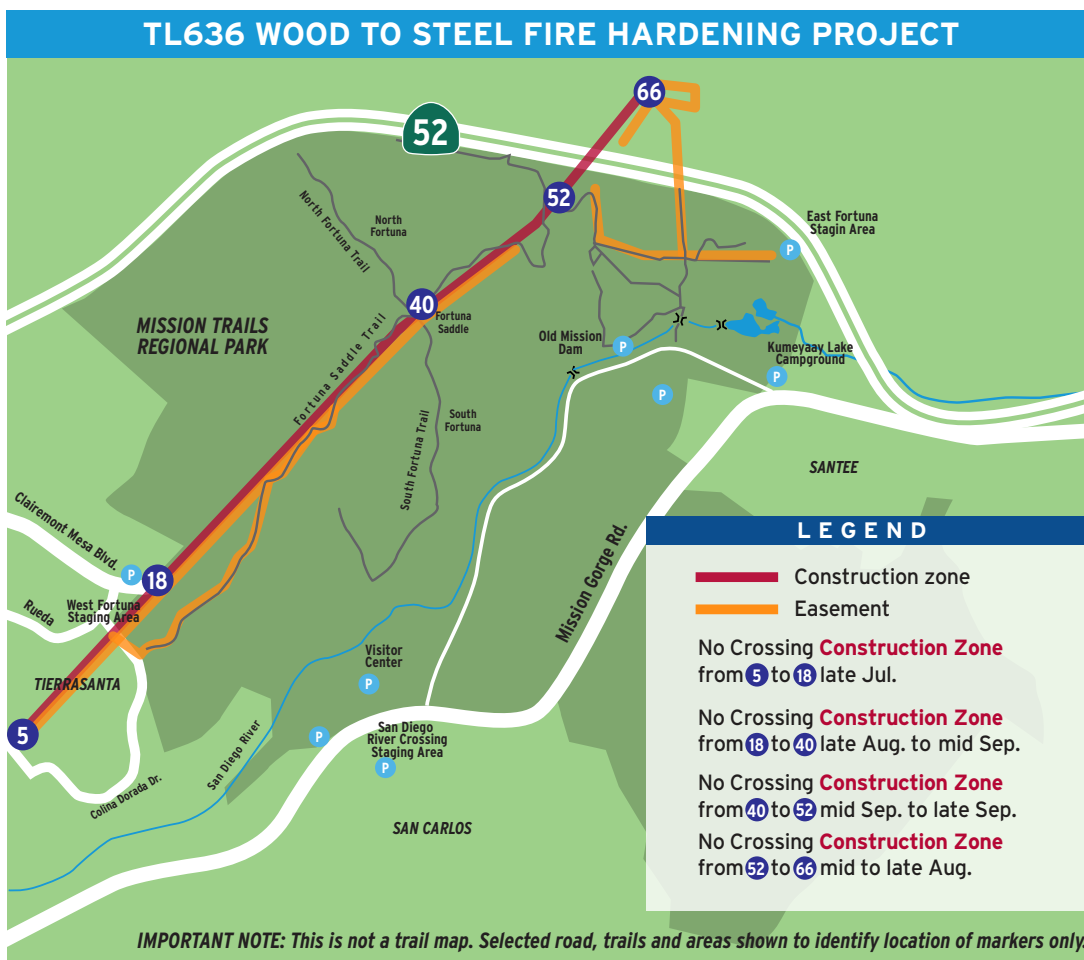 TL636 WOOD TO STEEL FIRE HARDENING PROJECT
66
52
52
East Fortuna
Stagin Area
P
North Fortuna Trail
North
Fortuna
40
Fortuna
Saddle
MISSION TRAILS
REGIONAL PARK
Fortuna Saddle Trail
Old Mission
Dam
P
Kumeyaay Lake
Campground
P
P
South Fortuna Trail
South
Fortuna
SANTEE
Clairemont Mesa Blvd.
P
18
West Fortuna
Staging Area
Rueda
TIERRASANTA
5
Colina Dorada Dr.
San Diego River
Visitor
Center
P
P
San Diego
River Crossing
Staging Area
P
Mission Gorge Rd.
SAN CARLOS
LEGEND
Construction zone
Easement
No Crossing Construction Zone
from 5 to 18 late Jul.
No Crossing Construction Zone
from 18 to 40 late Aug. to mid Sep.
No Crossing Construction Zone
from 40 to 52 mid Sep. to late Sep.
No Crossing Construction Zone
from 52 to 66 mid to late Aug.
IMPORTANT NOTE: This is not a trail map. Selected road, trails and areas shown to identify location of markers only.